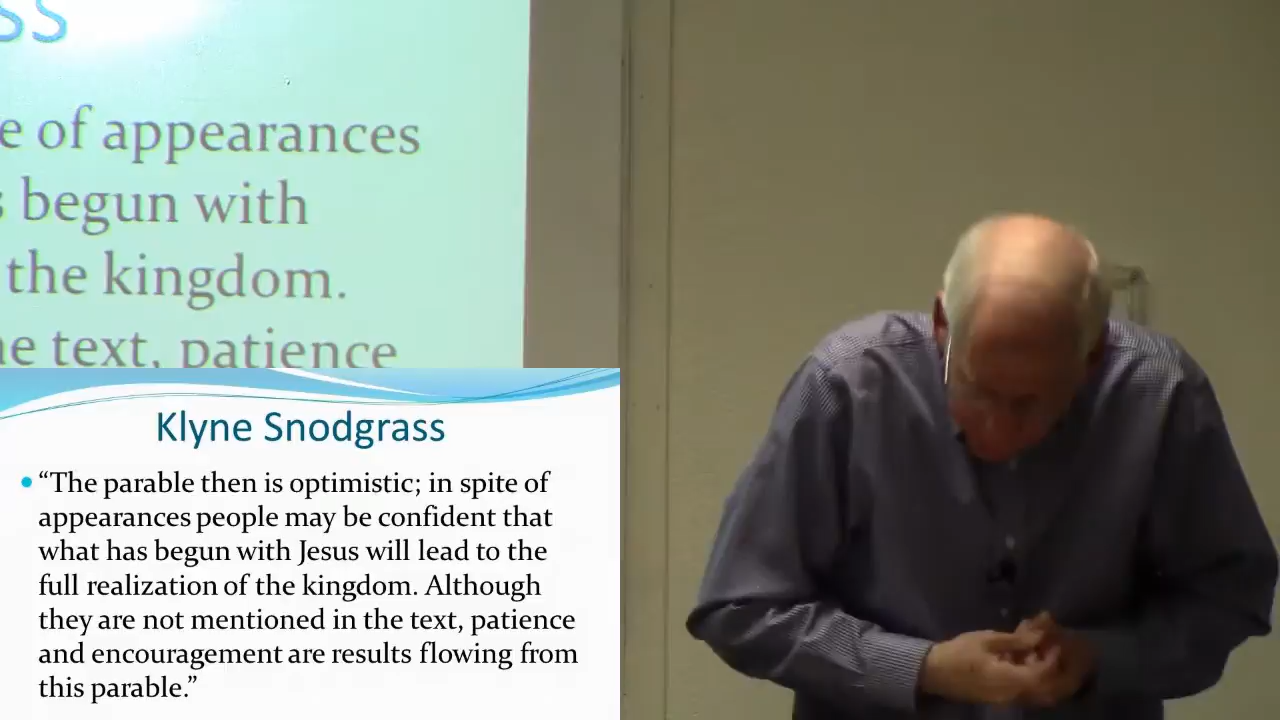 ss
e of appearances
s begun with
the kingdom.
he text, patience
Klyne Snodgrass
• “The parable then is optimistic; in spite of
appearances people may be confident that
what has begun with Jesus will lead to the
full realization of the kingdom. Although
they are not mentioned in the text, patience
and encouragement are results flowing from
this parable.”